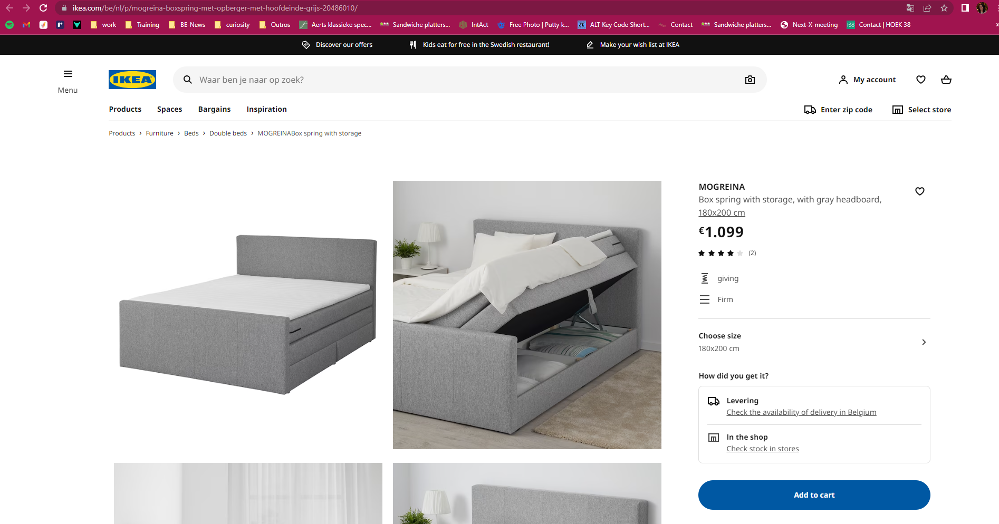 ikea.com/be/nl/p/mogreina-boxspring-met-opberger-met-hoofdeinde-grijs-20486010/
work Training BE-News curiosity Outros Aerts klassieke spec... Sandwiche platters... IntAct Free Photo | Putty k... ALT Key Code Short... Contact Sandwiche platters... Next-X-meeting Contact | HOEK 38
Discover our offers Kids eat for free in the Swedish restaurant! Make your wish list at IKEA
Menu
IKEA
Waar ben je naar op zoek?
My account
Products Spaces Bargains Inspiration
Enter zip code Select store
Products > Furniture > Beds > Double beds > MOGREINABox spring with storage
MOGREINA
Box spring with storage, with gray headboard,
180x200 cm
€1.099
(2)
giving
Firm
Choose size
180x200 cm
How did you get it?
Levering
Check the availability of delivery in Belgium
In the shop
Check stock in stores
Add to cart